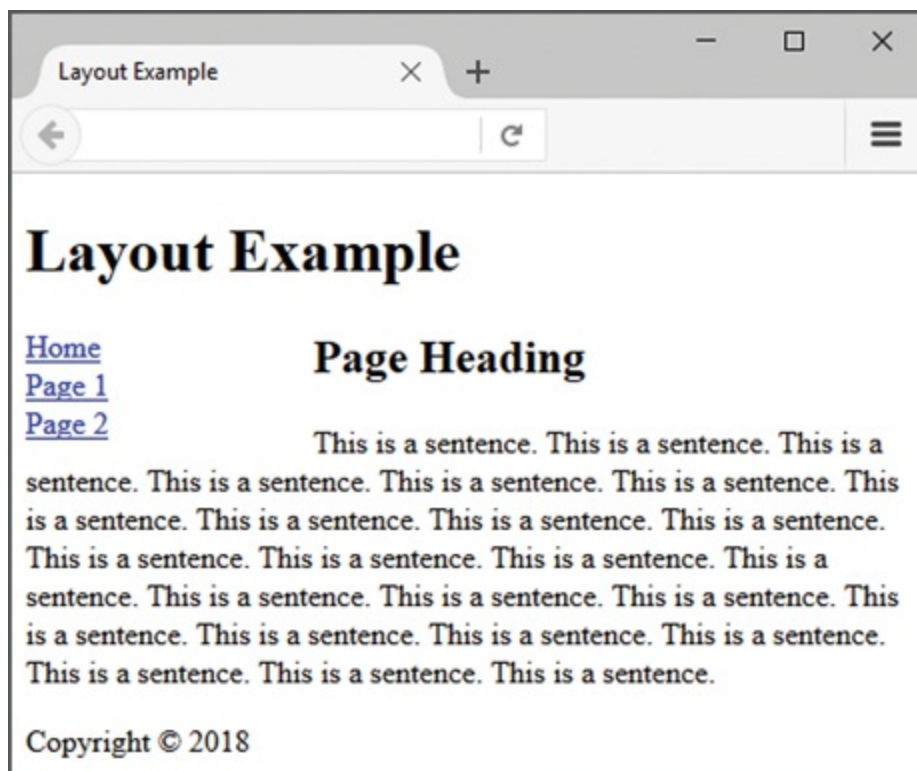 Layout Example
Layout Example
Home
Page 1
Page 2
Page Heading
This is a sentence. This is a sentence. This is a
sentence. This is a sentence. This is a sentence. This is a sentence. This
is a sentence. This is a sentence. This is a sentence. This is a sentence.
This is a sentence. This is a sentence. This is a sentence. This is a
sentence. This is a sentence. This is a sentence. This is a sentence. This
is a sentence. This is a sentence. This is a sentence. This is a sentence.
This is a sentence. This is a sentence. This is a sentence.
Copyright © 2018